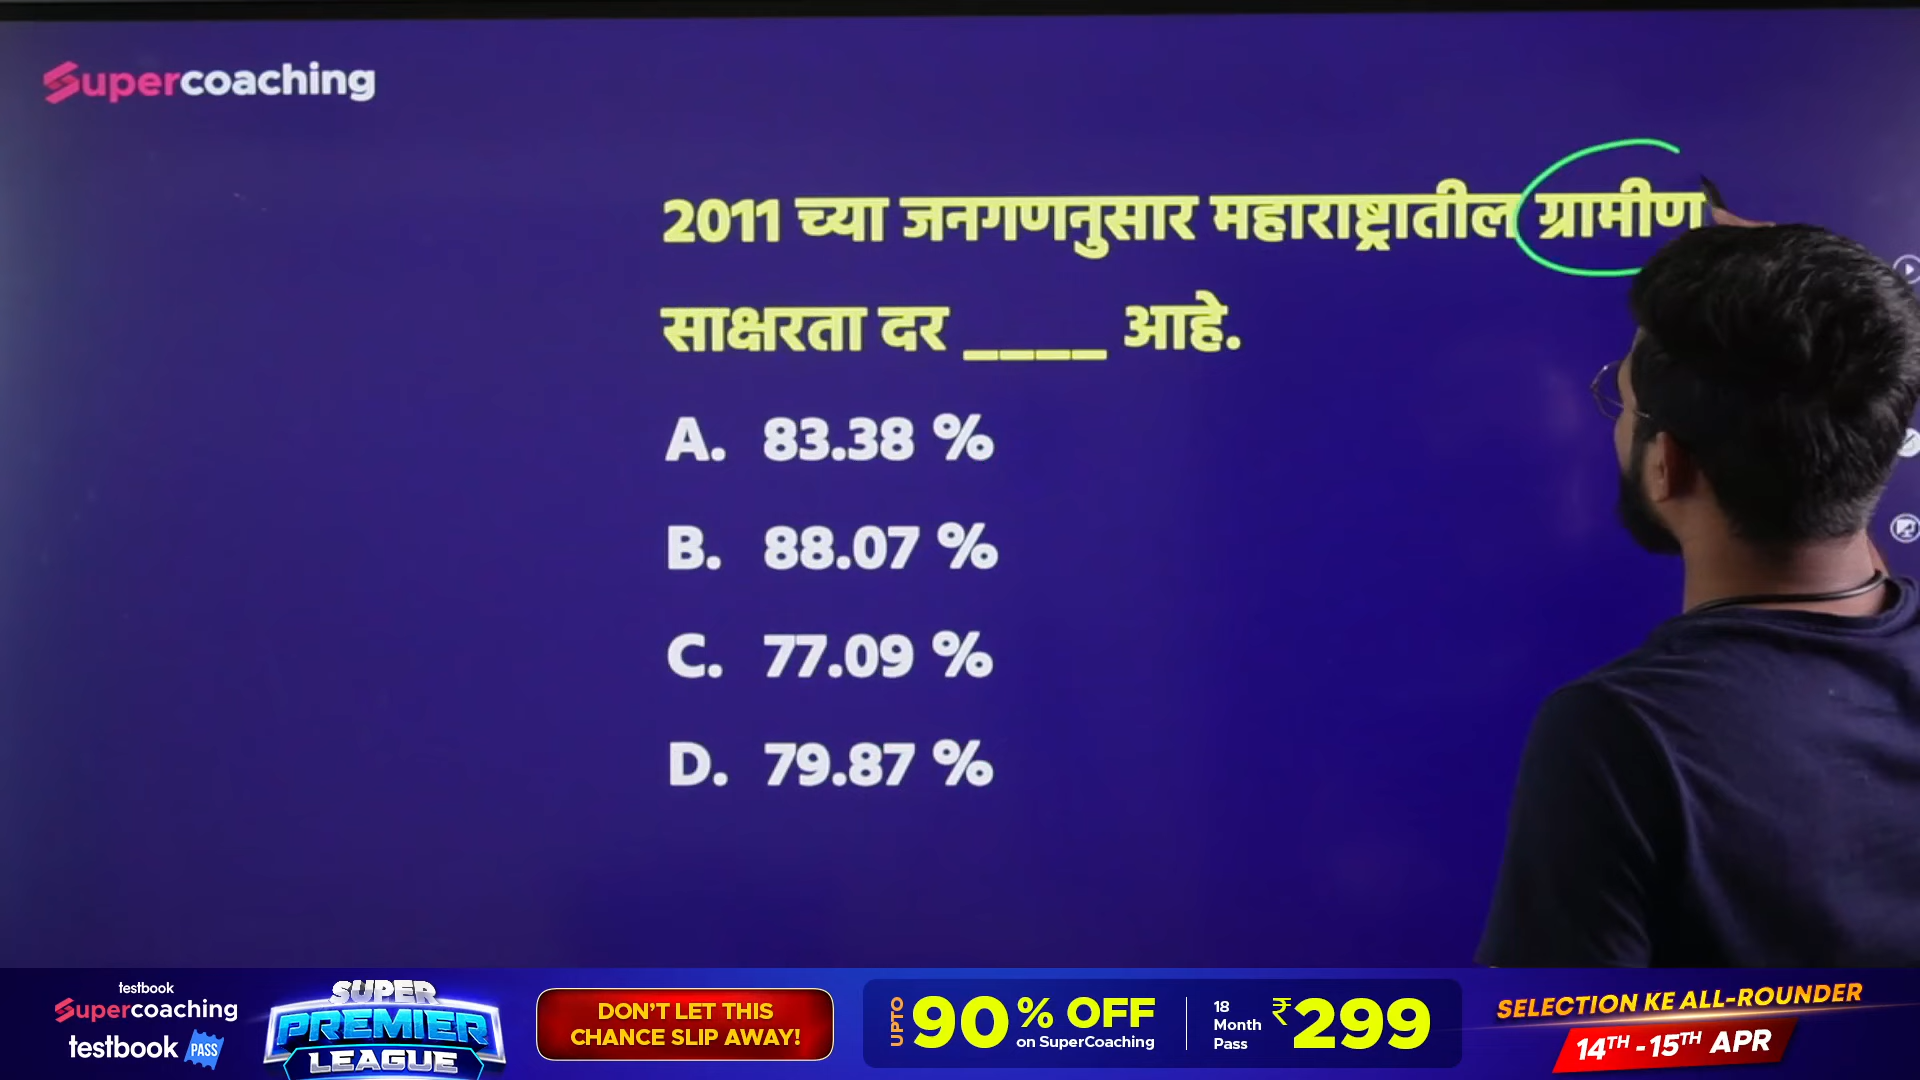 Supercoaching
2011 च्या जनगणनुसार महाराष्ट्रातील ग्रामीण
साक्षरता दर ____ आहे.
A. 83.38 %
B. 88.07 %
C. 77.09 %
D. 79.87 %
testbook
Supercoaching
testbook PASS
SUPER
PREMIER
LEAGUE
DON'T LET THIS
CHANCE SLIP AWAY!
UPTO 90% OFF
on SuperCoaching
18
Month
Pass
₹299
SELECTION KE ALL-ROUNDER
14TH - 15TH APR